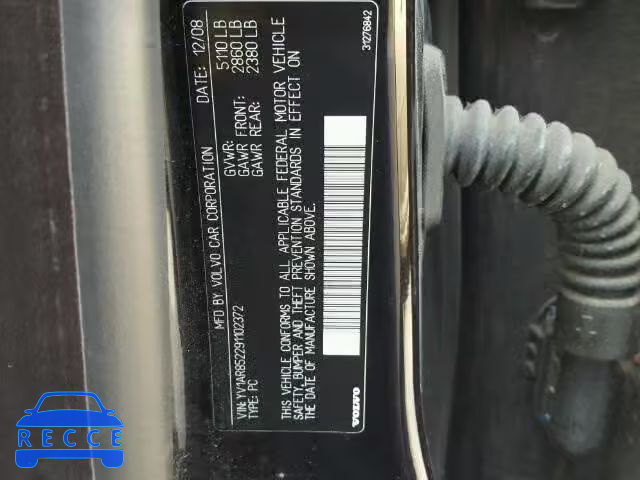 MFD BY VOLVO CAR CORPORATION DATE: 12/08
GVWR: 5110 LB
GAWR FRONT: 2860 LB
GAWR REAR: 2380 LB
VIN: YV1AR8522291102372
TYPE: PC
THIS VEHICLE CONFORMS TO ALL APPLICABLE FEDERAL MOTOR VEHICLE
SAFETY, BUMPER AND THEFT PREVENTION STANDARDS IN EFFECT ON
THE DATE OF MANUFACTURE SHOWN ABOVE.
VOLVO
31276842
IDC